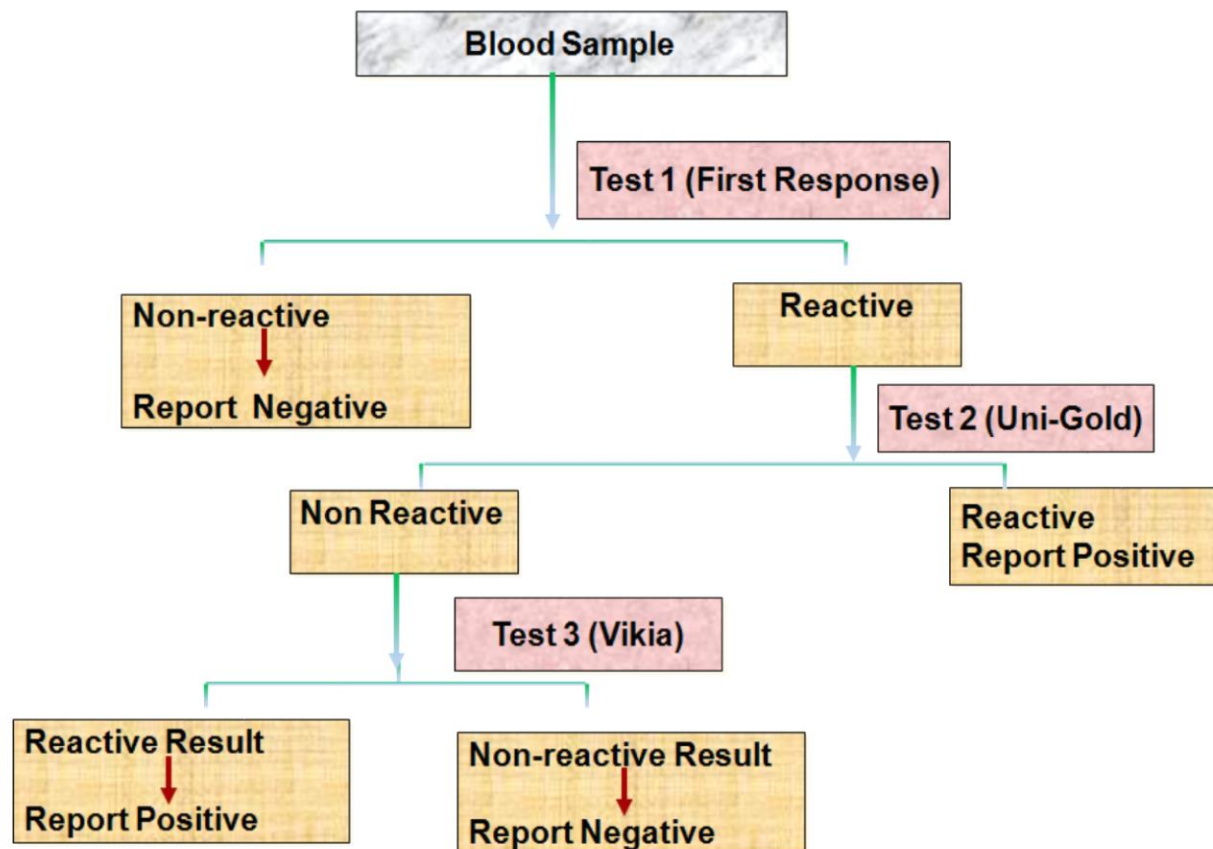 Blood Sample
Test 1 (First Response)
Non-reactive
Report Negative
Reactive
Test 2 (Uni-Gold)
Non Reactive
Reactive
Report Positive
Test 3 (Vikia)
Reactive Result
Report Positive
Non-reactive Result
Report Negative